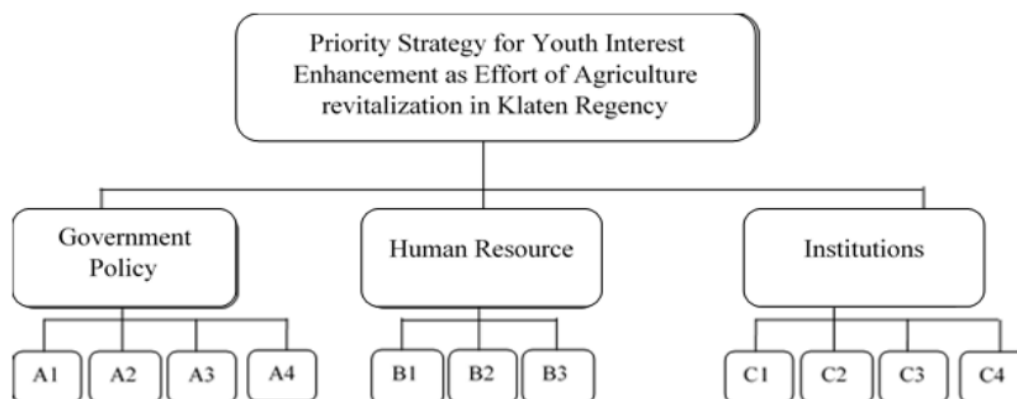 Priority Strategy for Youth Interest
Enhancement as Effort of Agriculture
revitalization in Klaten Regency
Government
Policy
Human Resource
Institutions
A1
A2
A3
A4
B1
B2
B3
C1
C2
C3
C4